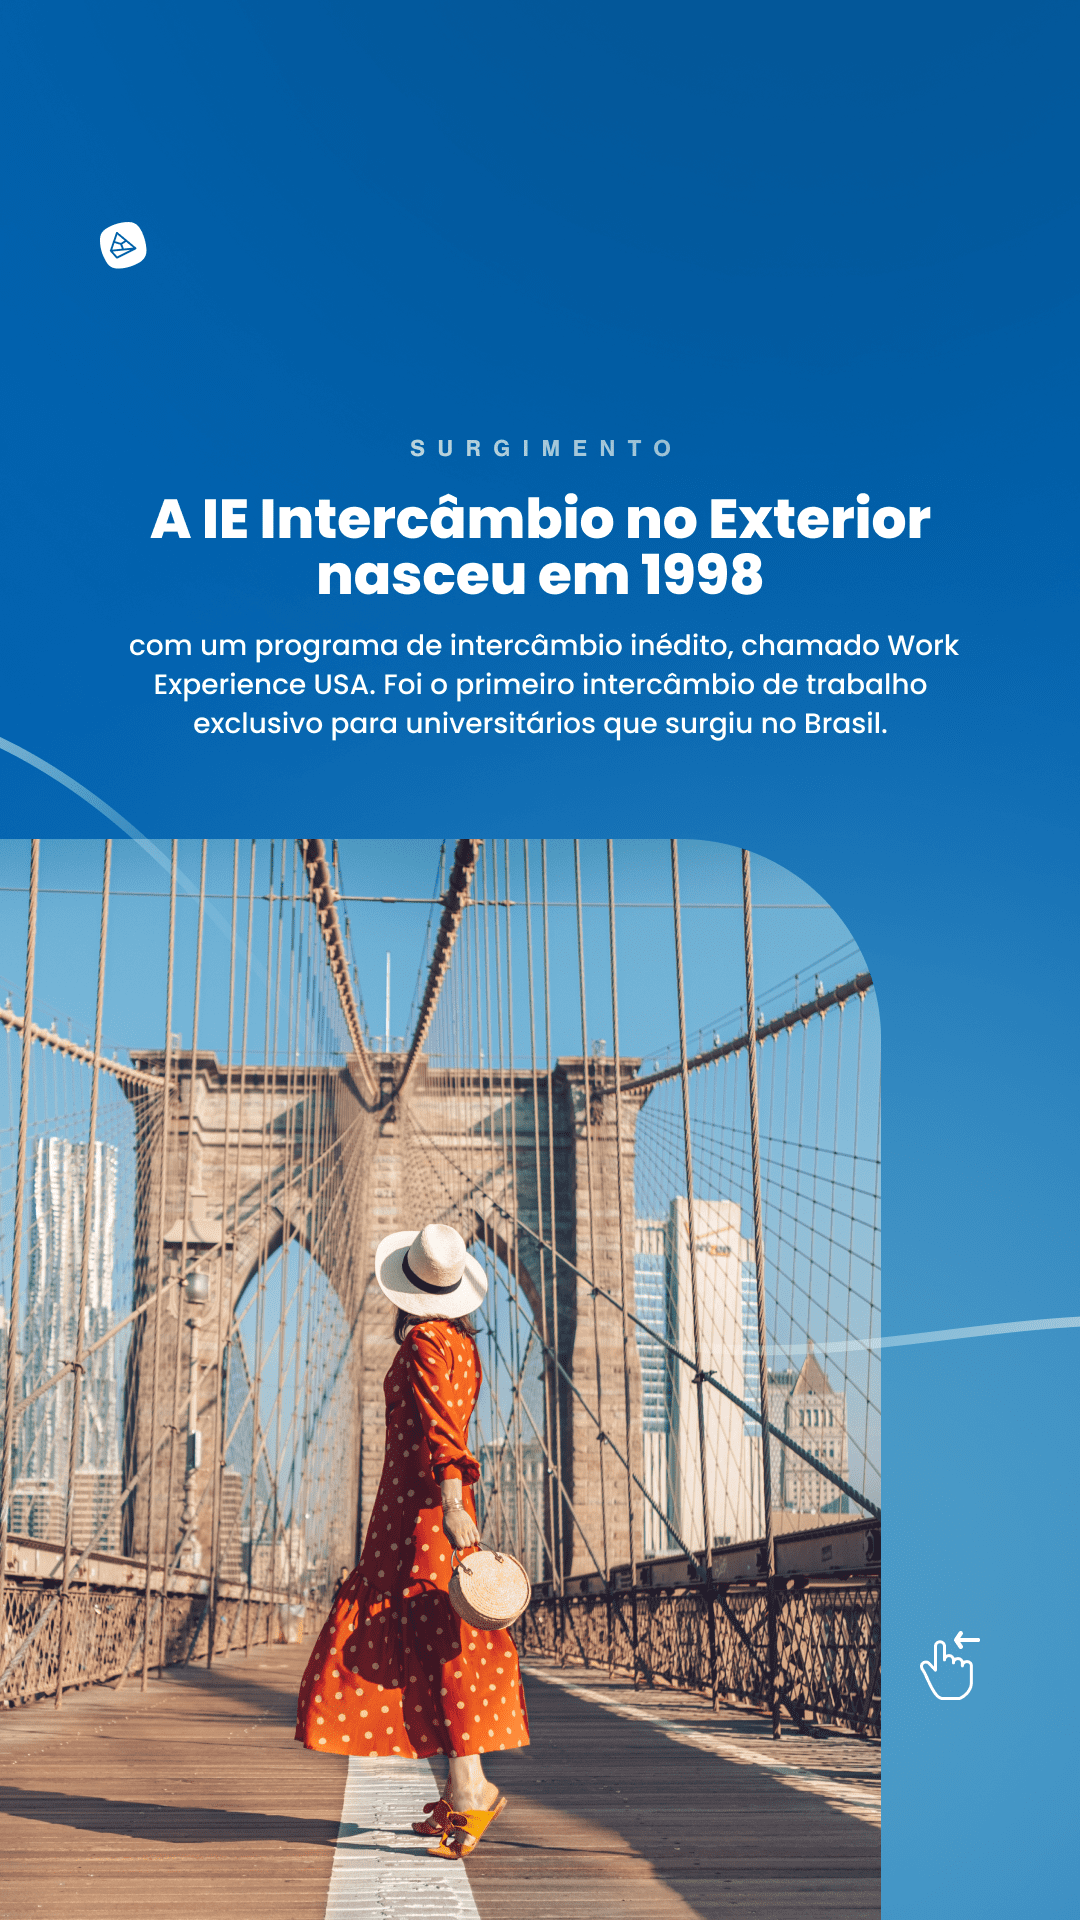 SURGIMENTO
A IE Intercâmbio no Exterior
nasceu em 1998
com um programa de intercâmbio inédito, chamado Work
Experience USA. Foi o primeiro intercâmbio de trabalho
exclusivo para universitários que surgiu no Brasil.